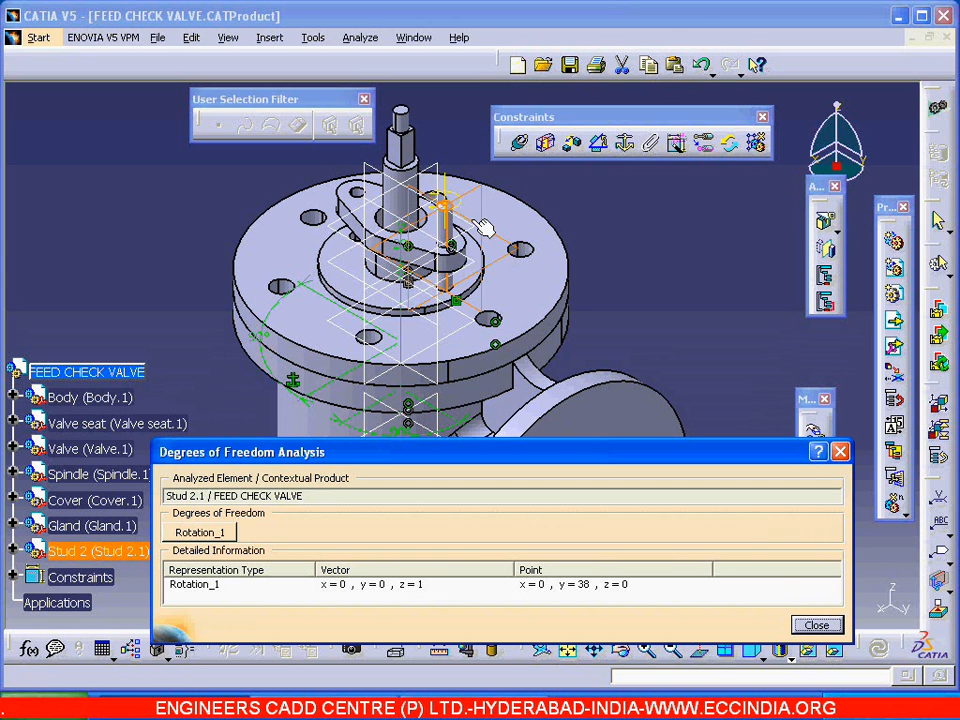 CATIA V5 - [FEED CHECK VALVE.CATProduct]
Start ENOVIA V5 VPM File Edit View Insert Tools Analyze Window Help
User Selection Filter
Constraints
A...
Pr...
FEED CHECK VALVE
Body (Body.1)
Valve seat (Valve seat.1)
Valve (Valve.1)
M...
Spindle (Spindle.1)
Cover (Cover.1)
Gland (Gland.1)
Stud 2 (Stud 2.1)
Constraints
Applications
Degrees of Freedom Analysis
Analyzed Element / Contextual Product
Stud 2.1 / FEED CHECK VALVE
Degrees of Freedom
Rotation_1
Detailed Information
Representation Type Vector Point
Rotation_1 x=0 , y=0 , z=1 x=0 , y=38 , z=0
Close
ABC
z
x y
f(x)
DS
CATIA
ENGINEERS CADD CENTRE (P) LTD.-HYDERABAD-INDIA-WWW.ECCINDIA.ORG